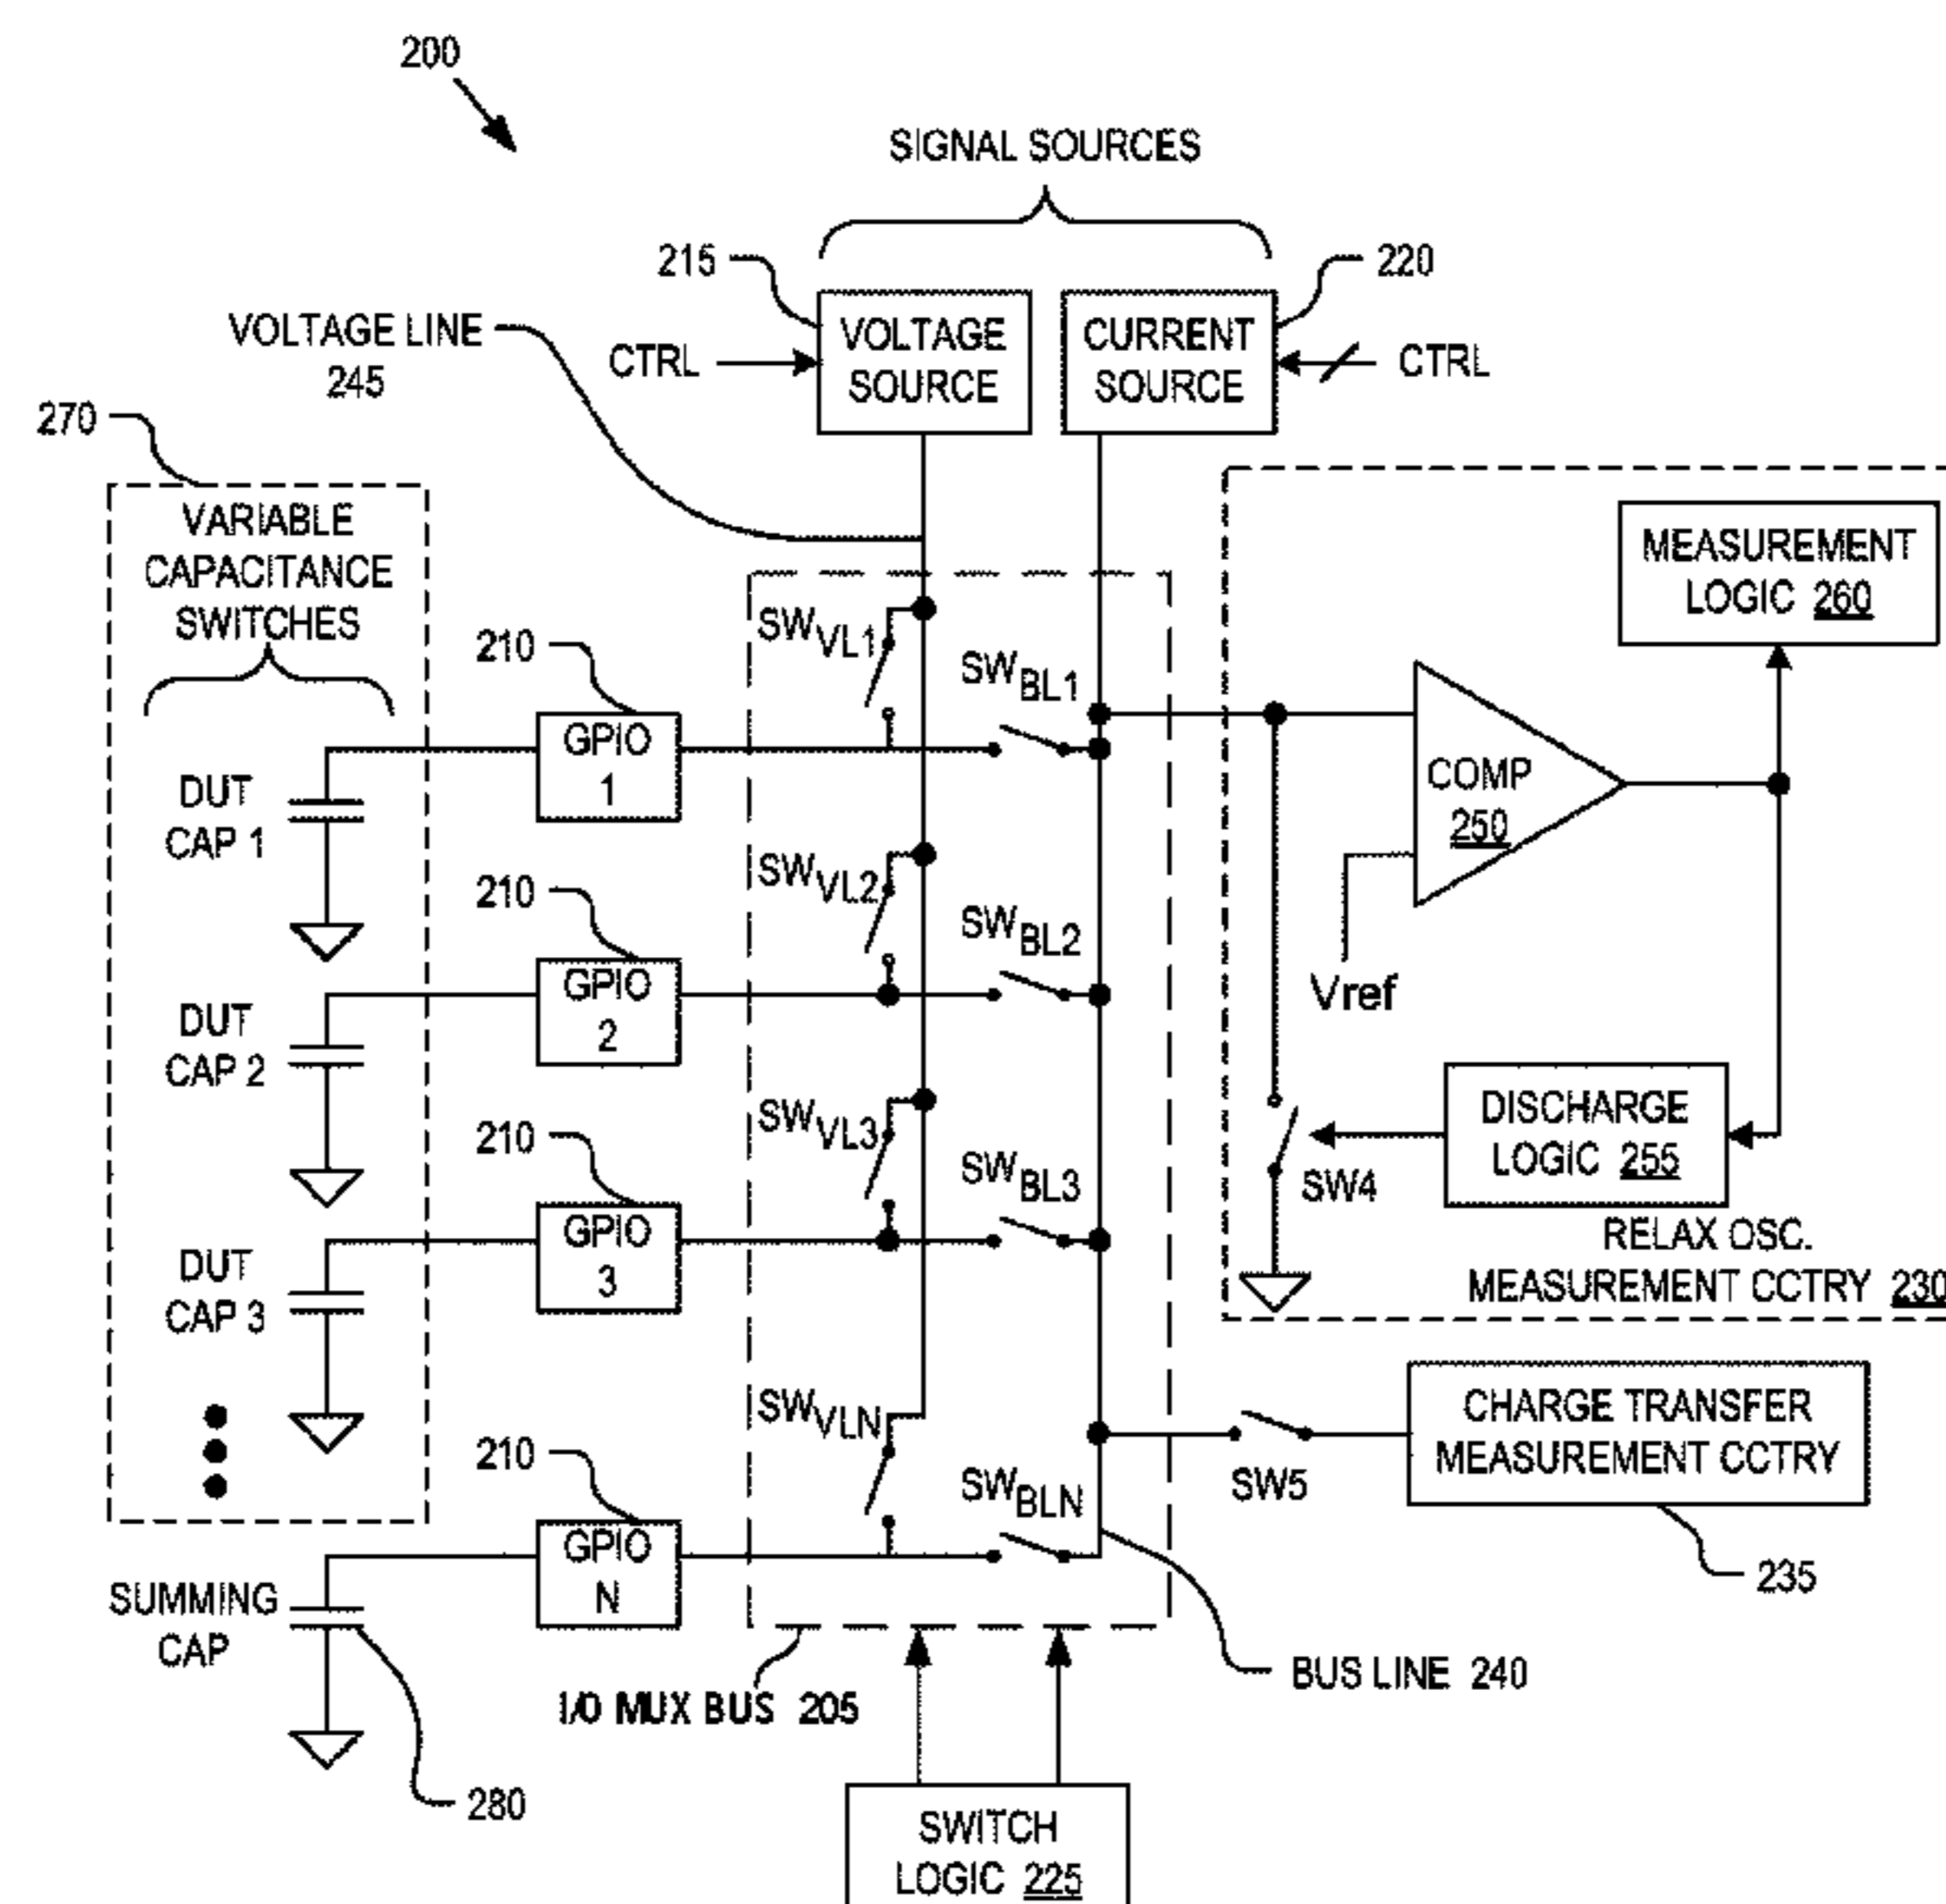 200
SIGNAL SOURCES
215
220
VOLTAGE LINE
245
CTRL
VOLTAGE
SOURCE
CURRENT
SOURCE
CTRL
270
VARIABLE
CAPACITANCE
SWITCHES
MEASUREMENT
LOGIC 260
SWVL1
210
SWBL1
GPIO
1
DUT
CAP 1
COMP
250
SWVL2
210
SWBL2
Vref
GPIO
2
DUT
CAP 2
SWVL3
210
DISCHARGE
LOGIC 255
SW4
SWBL3
GPIO
3
DUT
CAP 3
RELAX OSC.
MEASUREMENT CCTRY 230
SWVLN
210
CHARGE TRANSFER
MEASUREMENT CCTRY
SWBLN
SW5
GPIO
N
235
SUMMING
CAP
I/O MUX BUS 205
BUS LINE 240
280
SWITCH
LOGIC 225